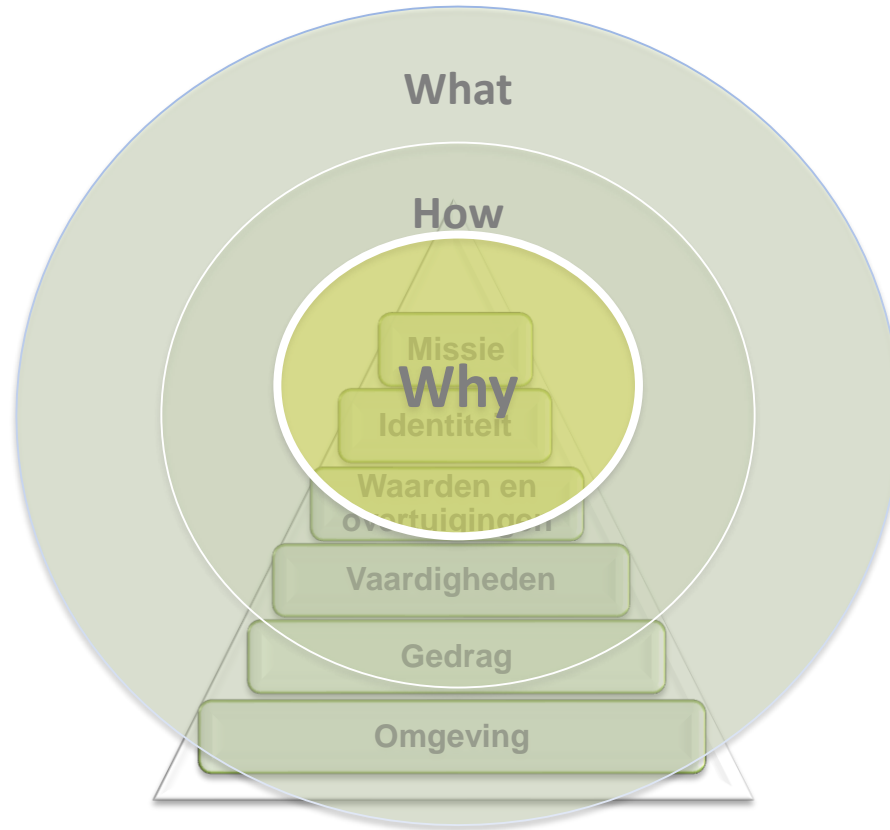 What
How
Missie
Why
Identiteit
Waarden en
overtuigingen
Vaardigheden
Gedrag
Omgeving